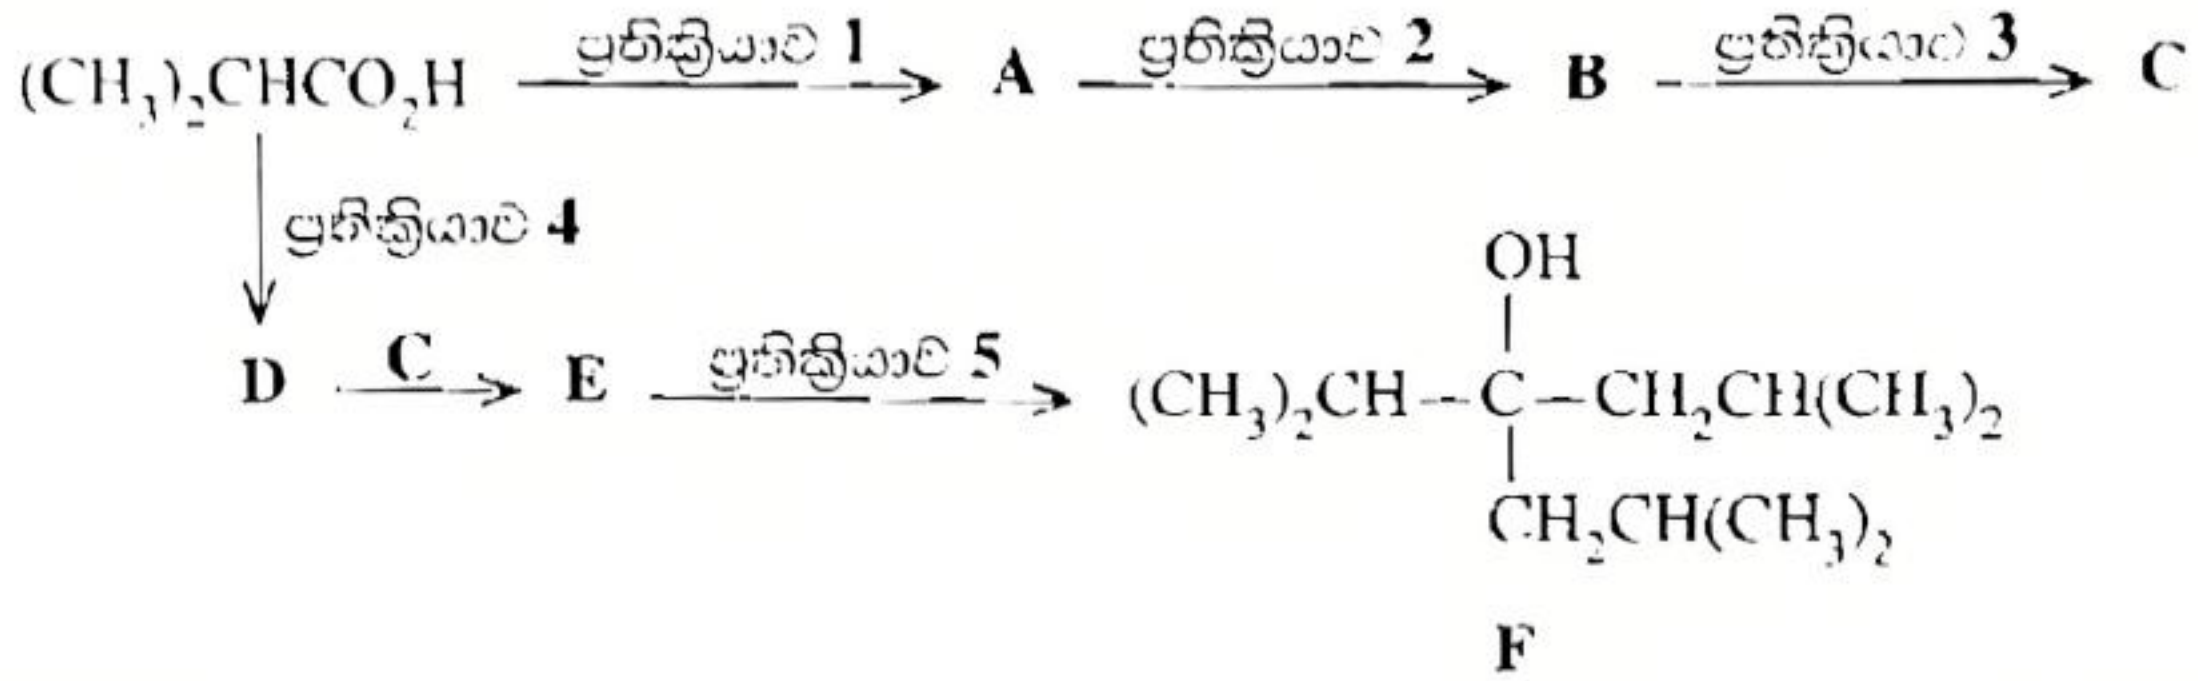 (CH₃)₂CHCO₂H ප්‍රතික්‍රියාව 1 A ප්‍රතික්‍රියාව 2 B ප්‍රතික්‍රියාව 3 C
ප්‍රතික්‍රියාව 4
OH
D C E ප්‍රතික්‍රියාව 5 (CH₃)₂CH–C–CH₂CH(CH₃)₂
CH₂CH(CH₃)₂
F